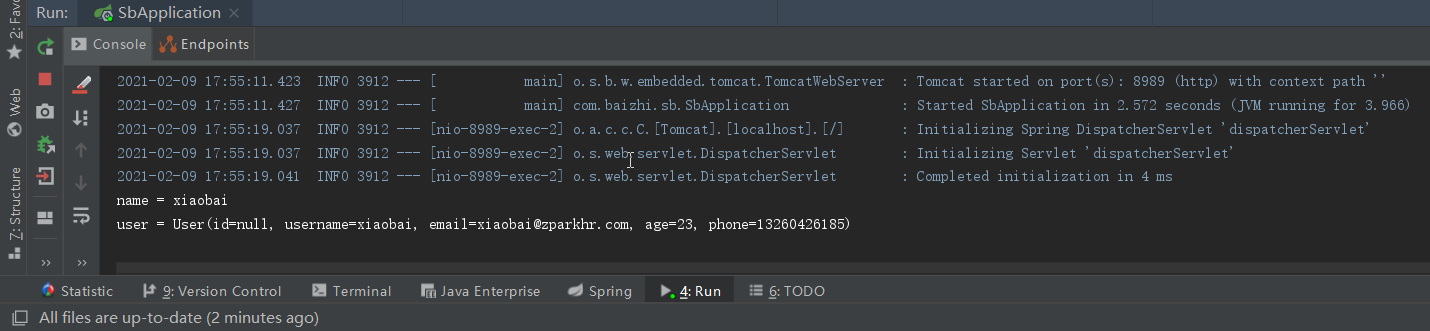 Run: SbApplication
2: Favo
Console Endpoints
Web
Z: Structure
2021-02-09 17:55:11.423 INFO 3912 --- [ main] o.s.b.w.embedded.tomcat.TomcatWebServer : Tomcat started on port(s): 8989 (http) with context path ''
2021-02-09 17:55:11.427 INFO 3912 --- [ main] com.baizhi.sb.SbApplication : Started SbApplication in 2.572 seconds (JVM running for 3.966)
2021-02-09 17:55:19.037 INFO 3912 --- [nio-8989-exec-2] o.a.c.c.C.[Tomcat].[localhost].[/] : Initializing Spring DispatcherServlet 'dispatcherServlet'
2021-02-09 17:55:19.037 INFO 3912 --- [nio-8989-exec-2] o.s.web.servlet.DispatcherServlet : Initializing Servlet 'dispatcherServlet'
2021-02-09 17:55:19.041 INFO 3912 --- [nio-8989-exec-2] o.s.web.servlet.DispatcherServlet : Completed initialization in 4 ms
name = xiaobai
user = User(id=null, username=xiaobai, email=xiaobai@zparkhr.com, age=23, phone=13260426185)
Statistic 9: Version Control Terminal Java Enterprise Spring 4: Run 6: TODO
All files are up-to-date (2 minutes ago)